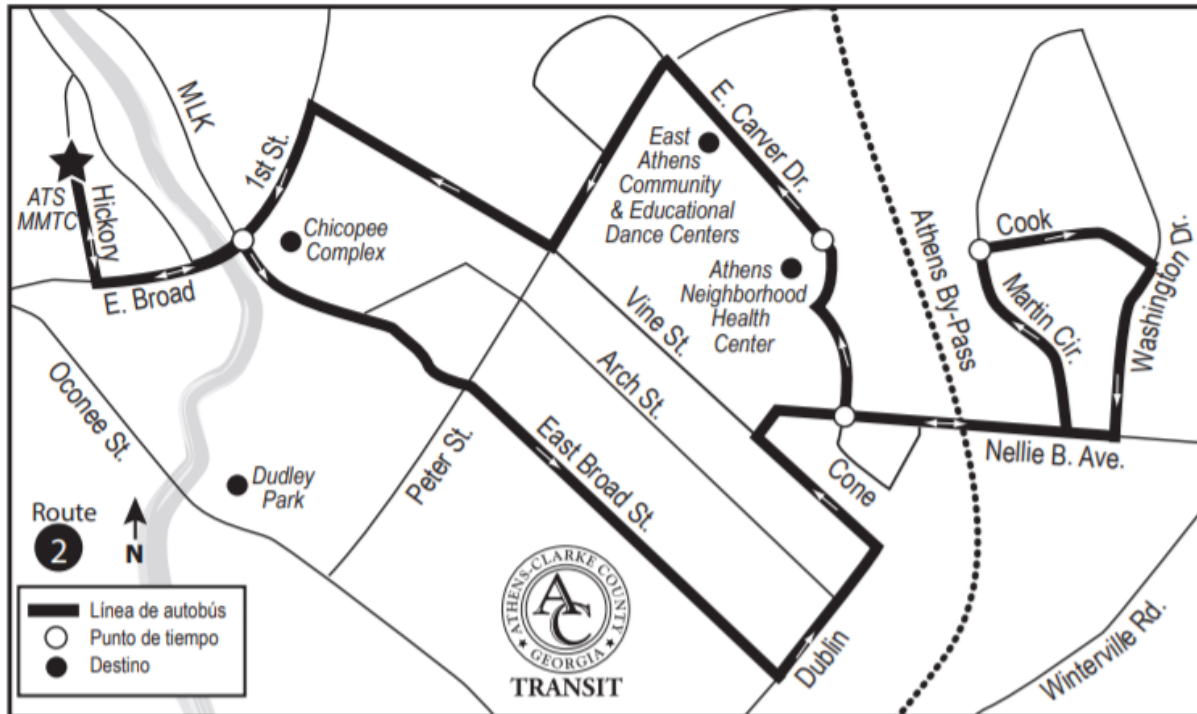 MLK
1st St.
E. Carver Dr.
East
Athens
Community
& Educational
Dance Centers
ATS
MMTC
Hickory
Chicopee
Complex
E. Broad
Athens
Neighborhood
Health
Center
Athens By-Pass
Cook
Martin Cir.
Washington Dr.
Vine St.
Arch St.
Oconee St.
Peter St.
East Broad St.
Cone
Nellie B. Ave.
Dudley
Park
Route
2
N
Línea de autobús
Punto de tiempo
Destino
ATHENS-CLARKE COUNTY
AC
GEORGIA
TRANSIT
Dublin
Winterville Rd.